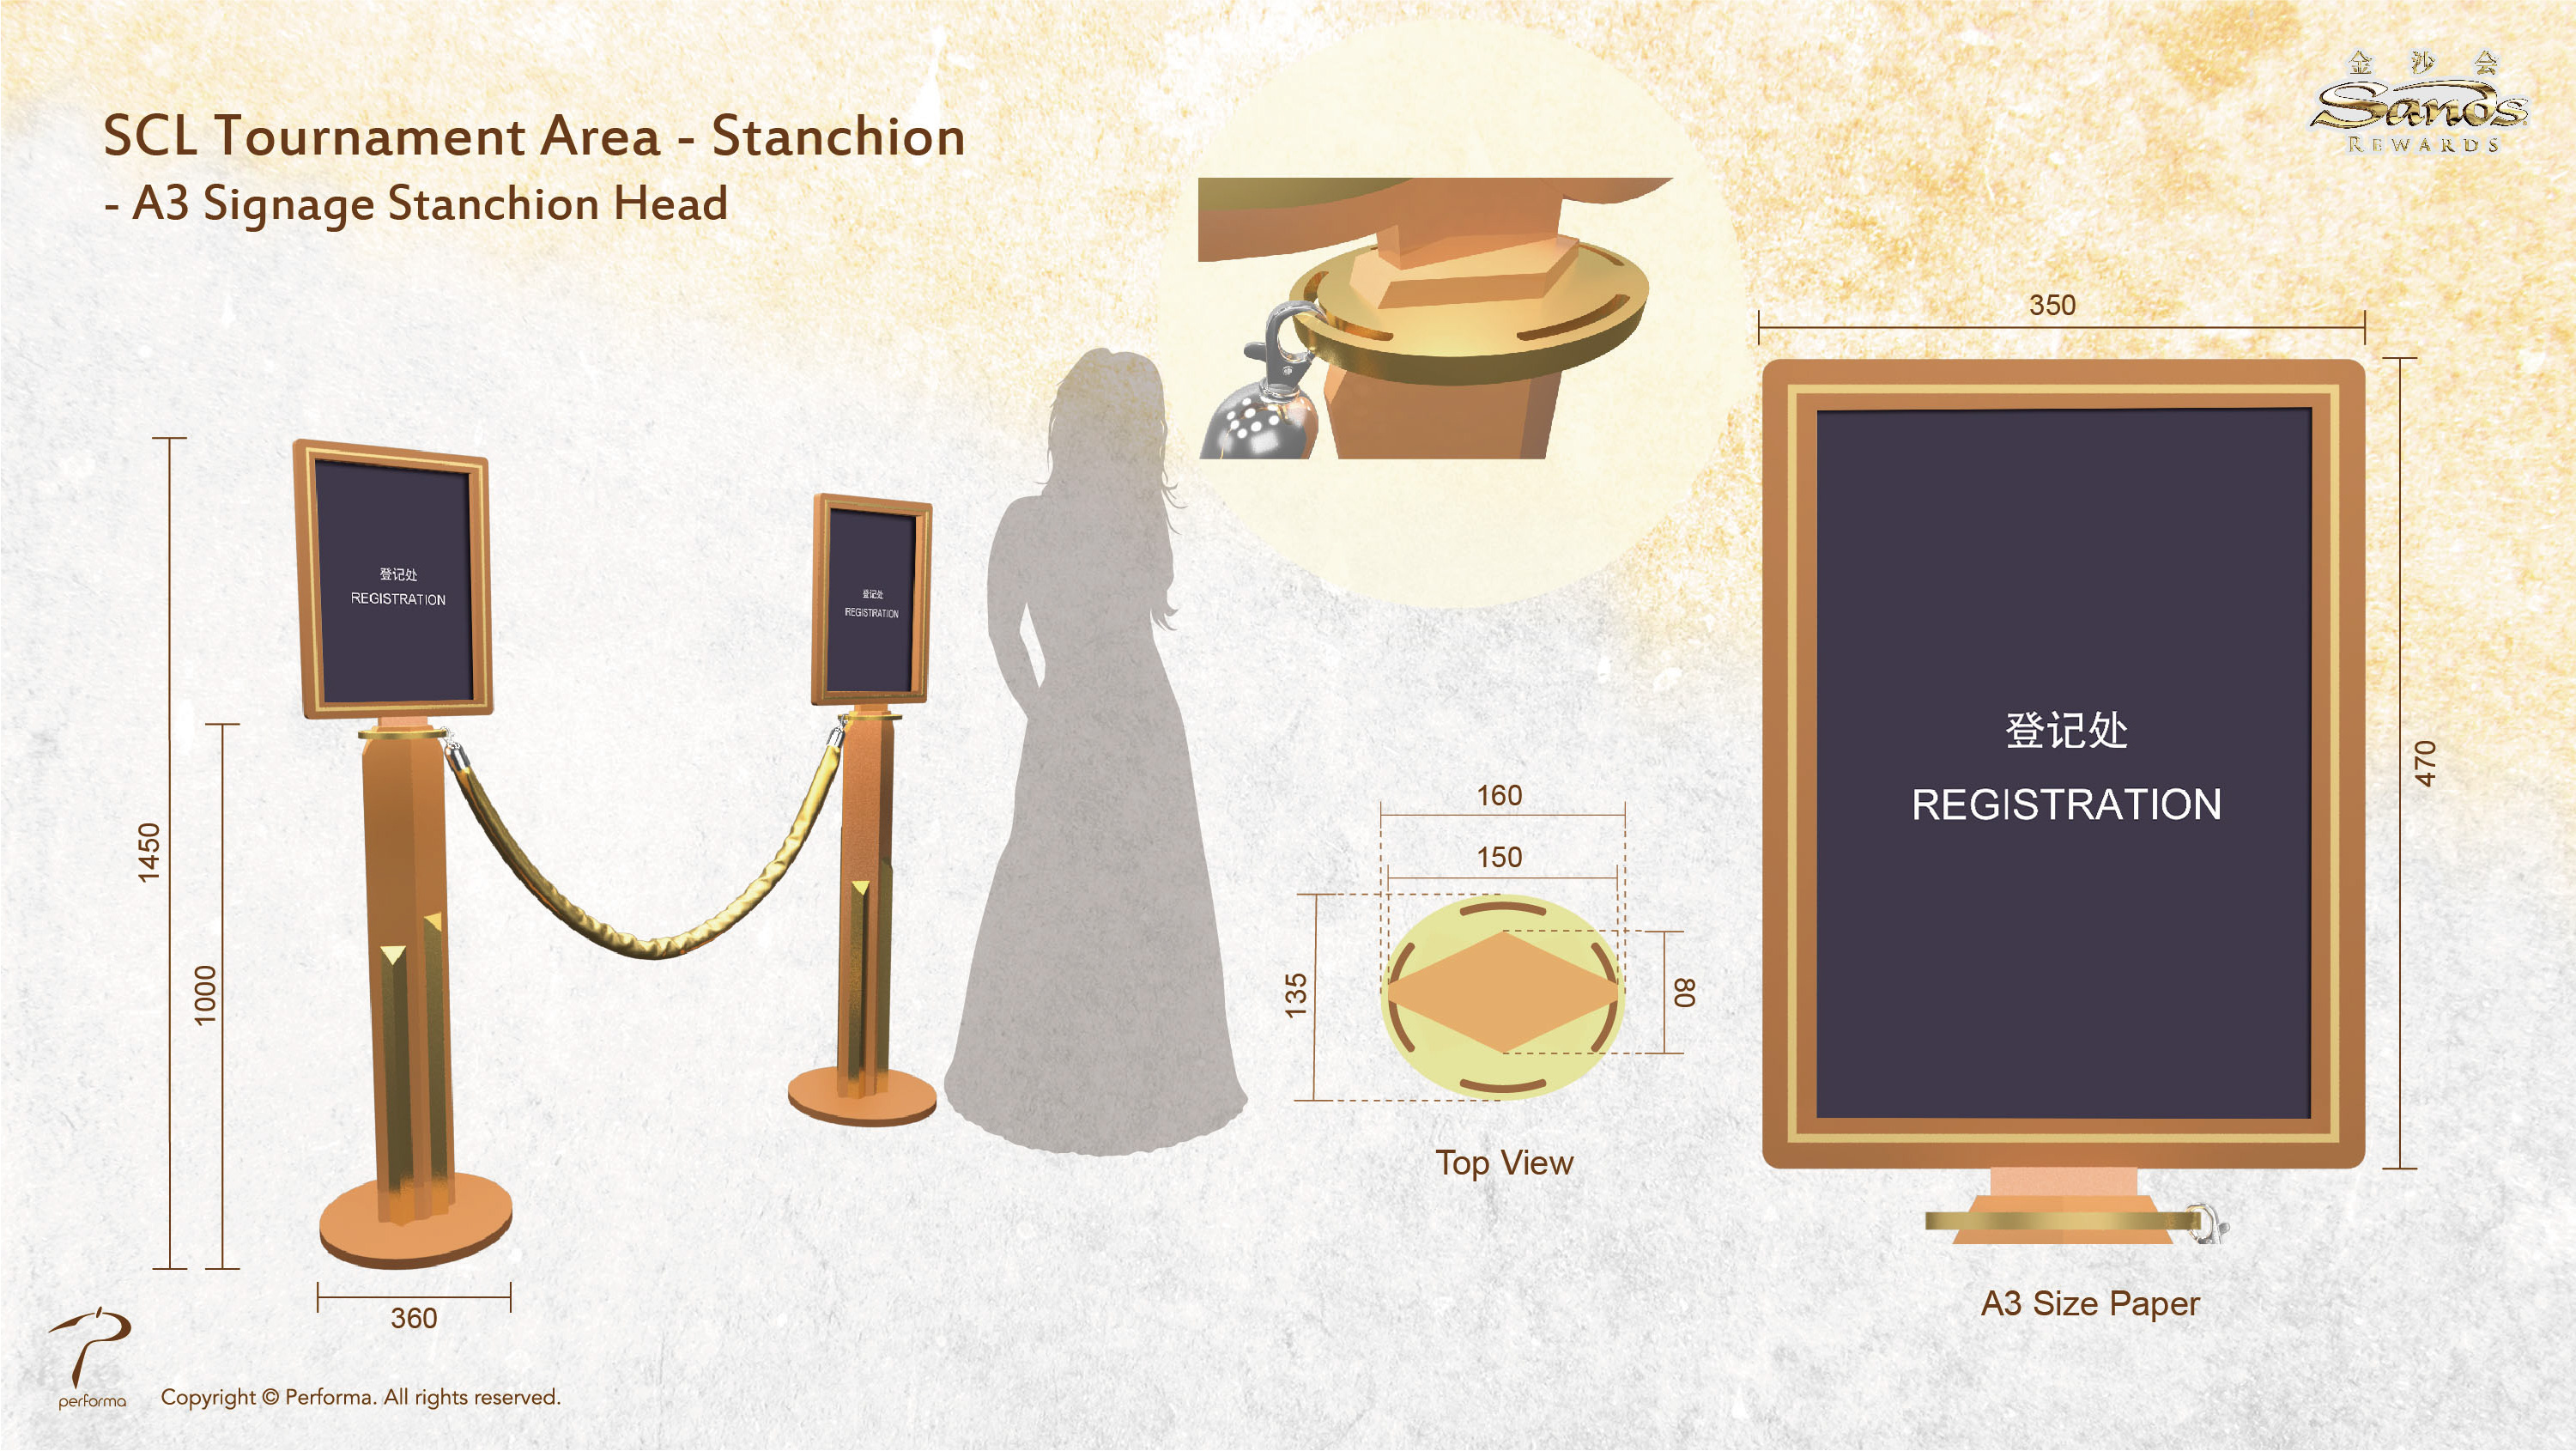 SCL Tournament Area - Stanchion
- A3 Signage Stanchion Head
金沙会
Sands
REWARDS
350
470
登记处
REGISTRATION
登记处
REGISTRATION
1450
1000
360
160
150
135
80
Top View
登记处
REGISTRATION
A3 Size Paper
performa
Copyright © Performa. All rights reserved.